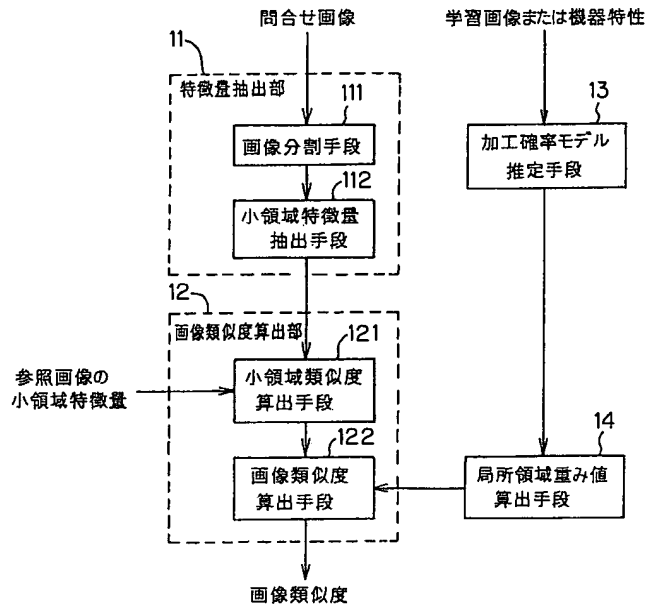 問合せ画像
学習画像または機器特性
11
特徴量抽出部
111
画像分割手段
112
小領域特徴量
抽出手段
13
加工確率モデル
推定手段
12
画像類似度算出部
121
小領域類似度
算出手段
参照画像の
小領域特徴量
122
画像類似度
算出手段
14
局所領域重み値
算出手段
画像類似度